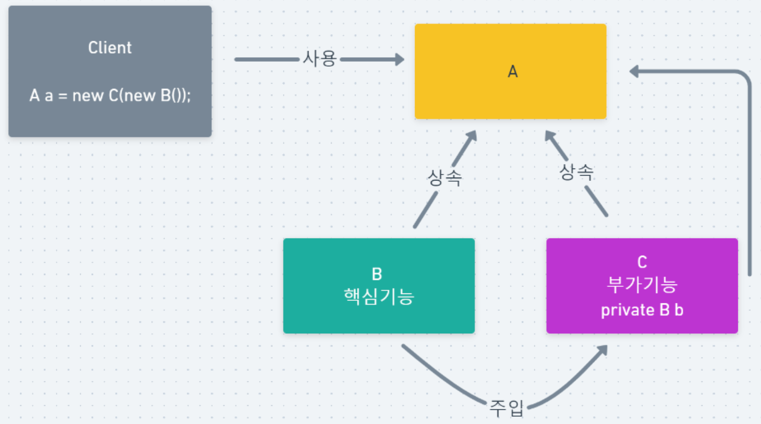 Client
A a = new C(new B());
사용
A
상속
상속
B
핵심기능
C
부가기능
private B b
주입